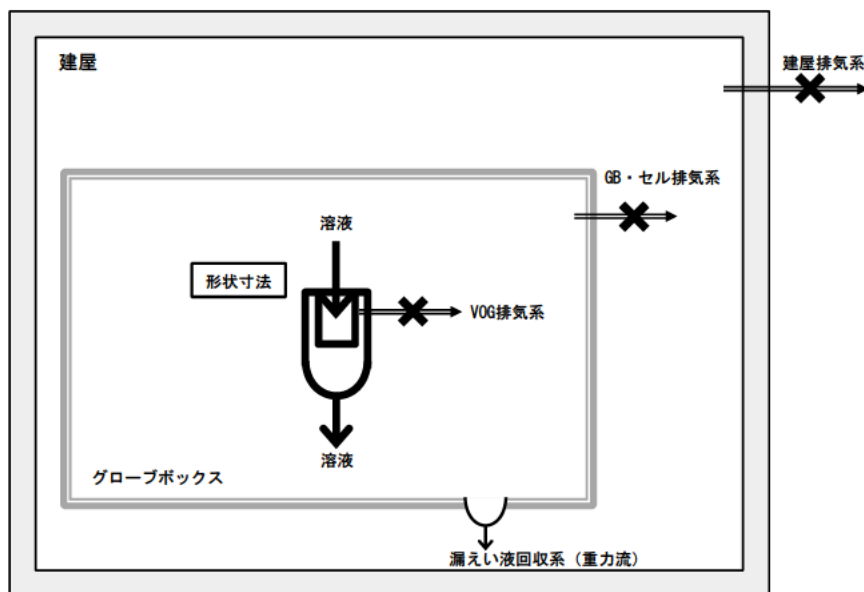 建屋
建屋排気系
GB・セル排気系
溶液
形状寸法
VOG排気系
溶液
グローブボックス
漏えい液回収系（重力流）